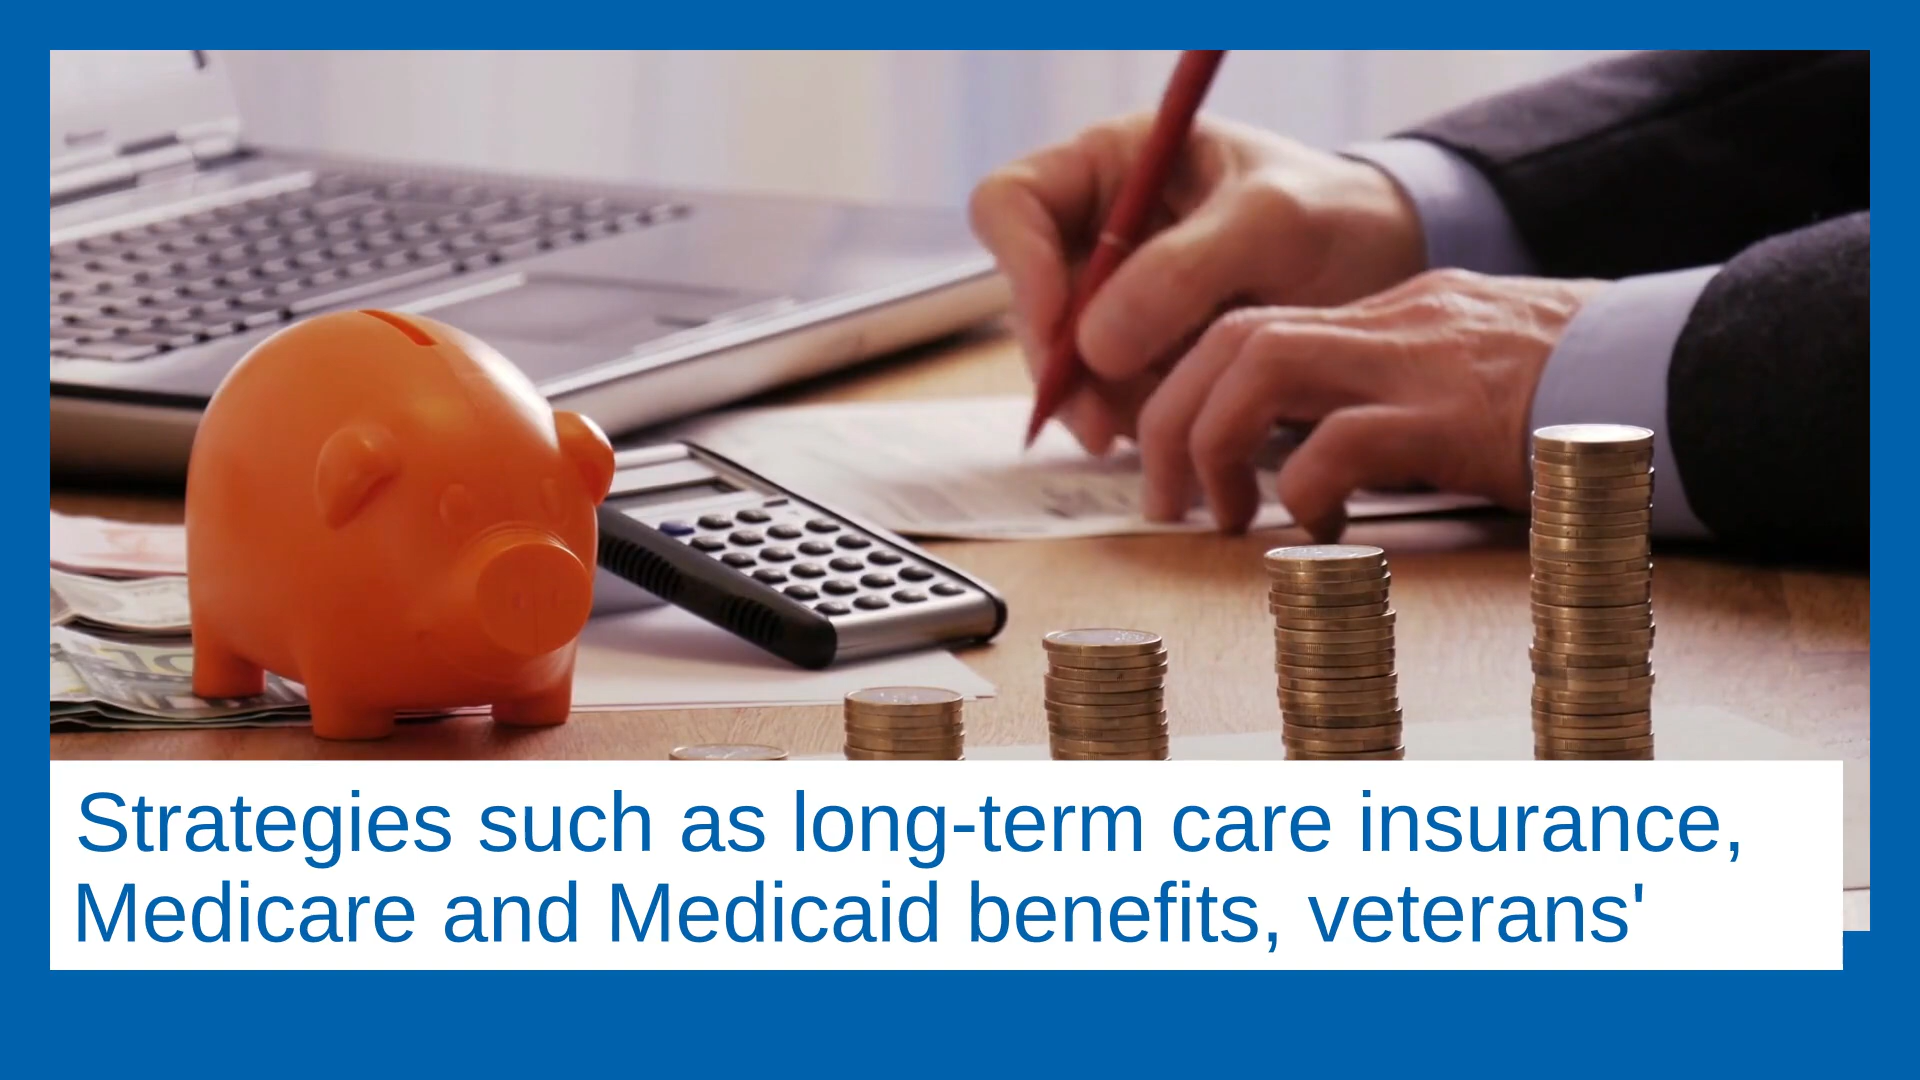 Strategies such as long-term care insurance,
Medicare and Medicaid benefits, veterans'